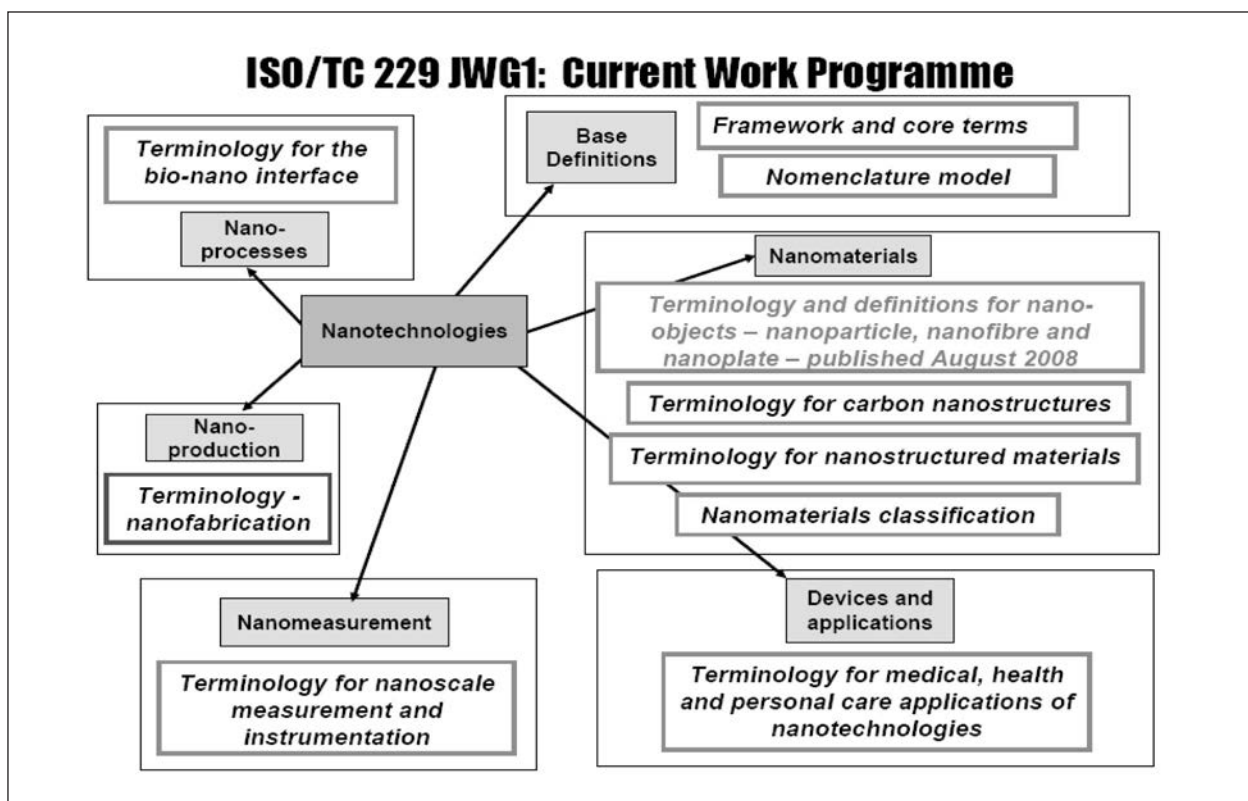 ISO/TC 229 JWG1: Current Work Programme
Terminology for the
bio-nano interface
Nano-
processes
Base
Definitions
Framework and core terms
Nomenclature model
Nanotechnologies
Nanomaterials
Terminology and definitions for nano-
objects – nanoparticle, nanofibre and
nanoplate – published August 2008
Terminology for carbon nanostructures
Terminology for nanostructured materials
Nanomaterials classification
Nano-
production
Terminology -
nanofabrication
Nanomeasurement
Terminology for nanoscale
measurement and
instrumentation
Devices and
applications
Terminology for medical, health
and personal care applications of
nanotechnologies